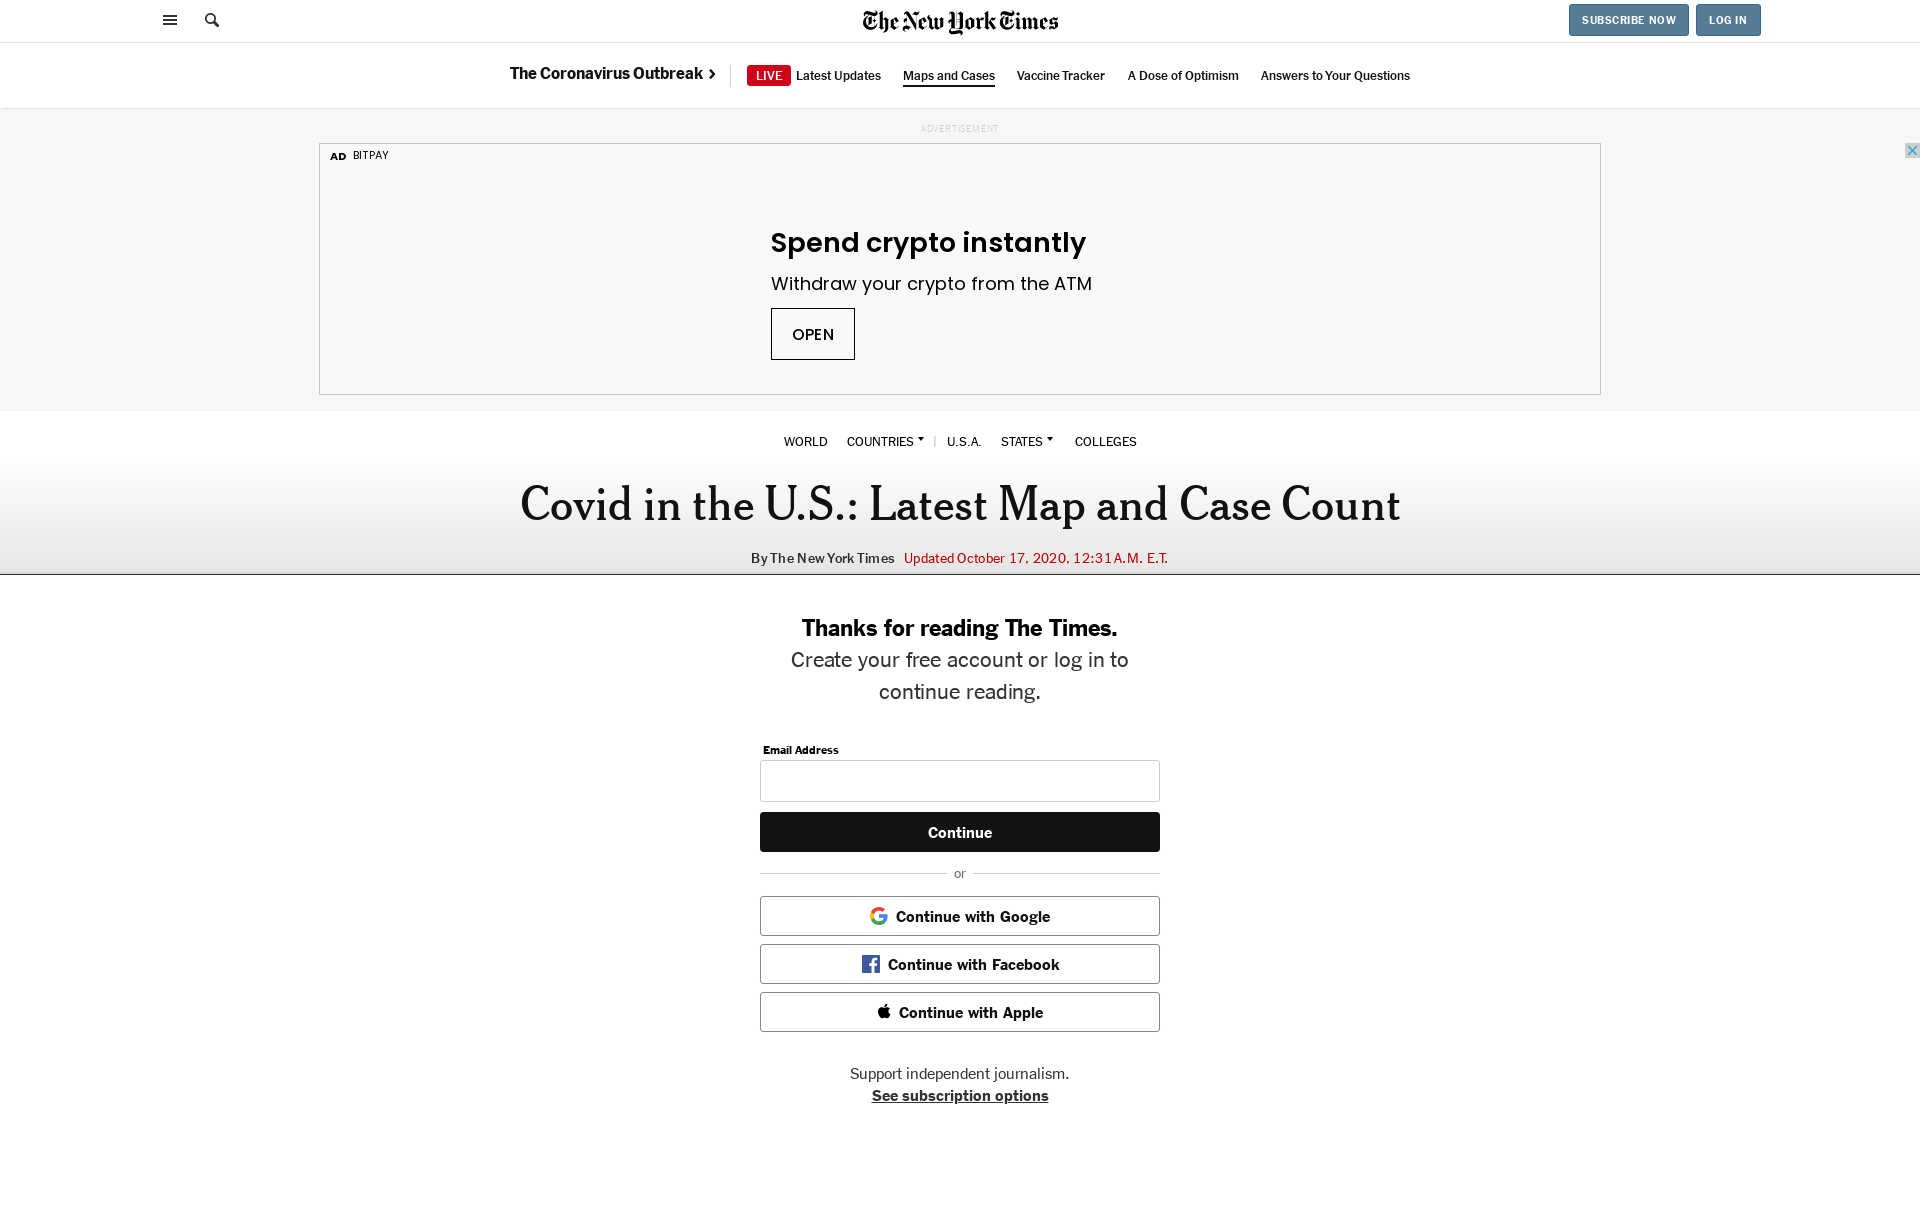 The New York Times
SUBSCRIBE NOW
LOG IN
The Coronavirus Outbreak
LIVE Latest Updates
Maps and Cases
Vaccine Tracker
A Dose of Optimism
Answers to Your Questions
ADVERTISEMENT
AD BITPAY
Spend crypto instantly
Withdraw your crypto from the ATM
OPEN
WORLD COUNTRIES | U.S.A. STATES COLLEGES
Covid in the U.S.: Latest Map and Case Count
By The New York Times Updated October 17, 2020, 12:31 A.M. E.T.
Thanks for reading The Times.
Create your free account or log in to
continue reading.
Email Address
Continue
or
Continue with Google
Continue with Facebook
Continue with Apple
Support independent journalism.
See subscription options